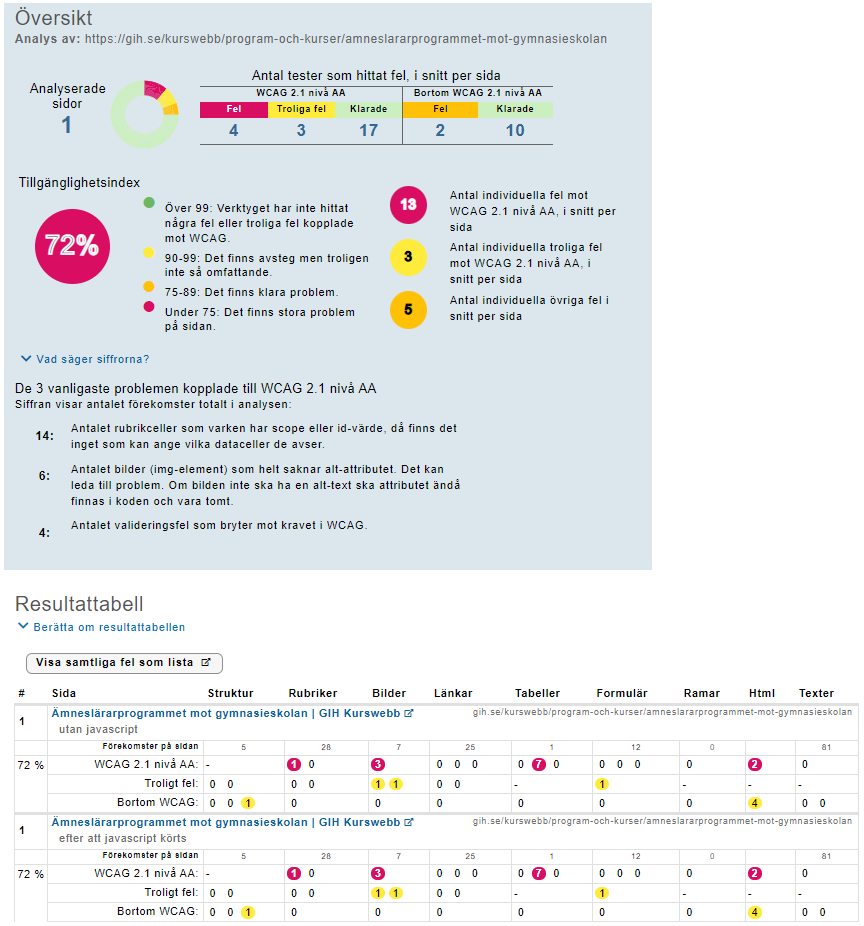 Översikt
Analys av: https://gih.se/kurswebb/program-och-kurser/amneslararprogrammet-mot-gymnasieskolan
Analyserade
sidor
1
Antal tester som hittat fel, i snitt per sida
WCAG 2.1 nivå AA Bortom WCAG 2.1 nivå AA
Fel Troliga fel Klarade Fel Klarade
4 3 17 2 10
Tillgänglighetsindex
72%
Över 99: Verktyget har inte hittat
några fel eller troliga fel kopplade
mot WCAG.
90-99: Det finns avsteg men troligen
inte så omfattande.
75-89: Det finns klara problem.
Under 75: Det finns stora problem
på sidan.
13
Antal individuella fel mot
WCAG 2.1 nivå AA, i snitt per
sida
3
Antal individuella troliga fel
mot WCAG 2.1 nivå AA, i
snitt per sida
5
Antal individuella övriga fel i
snitt per sida
Vad säger siffrorna?
De 3 vanligaste problemen kopplade till WCAG 2.1 nivå AA
Siffran visar antalet förekomster totalt i analysen:
14: Antalet rubrikceller som varken har scope eller id-värde, då finns det
inget som kan ange vilka dataceller de avser.
6: Antalet bilder (img-element) som helt saknar alt-attributet. Det kan
leda till problem. Om bilden inte ska ha en alt-text ska attributet ändå
finnas i koden och vara tomt.
4: Antalet valideringsfel som bryter mot kravet i WCAG.
Resultattabell
Berätta om resultattabellen
Visa samtliga fel som lista
# Sida Struktur Rubriker Bilder Länkar Tabeller Formulär Ramar Html Texter
1 Ämneslärarprogrammet mot gymnasieskolan | GIH Kurswebb gih.se/kurswebb/program-och-kurser/amneslararprogrammet-mot-gymnasieskolan
utan javascript
Förekomster på sidan 5 28 7 25 1 12 0 81
72 % WCAG 2.1 nivå AA: - 1 0 3 0 0 0 0 7 0 0 0 0 0 2 0
Troligt fel: 0 0 0 0 1 1 0 0 - 1 - - -
Bortom WCAG: 0 0 1 0 0 0 0 0 0 4 0 0
1 Ämneslärarprogrammet mot gymnasieskolan | GIH Kurswebb gih.se/kurswebb/program-och-kurser/amneslararprogrammet-mot-gymnasieskolan
efter att javascript körts
Förekomster på sidan 5 28 7 25 1 12 0 81
72 % WCAG 2.1 nivå AA: - 1 0 3 0 0 0 0 7 0 0 0 0 0 2 0
Troligt fel: 0 0 0 0 1 1 0 0 - 1 - - -
Bortom WCAG: 0 0 1 0 0 0 0 0 0 4 0 0